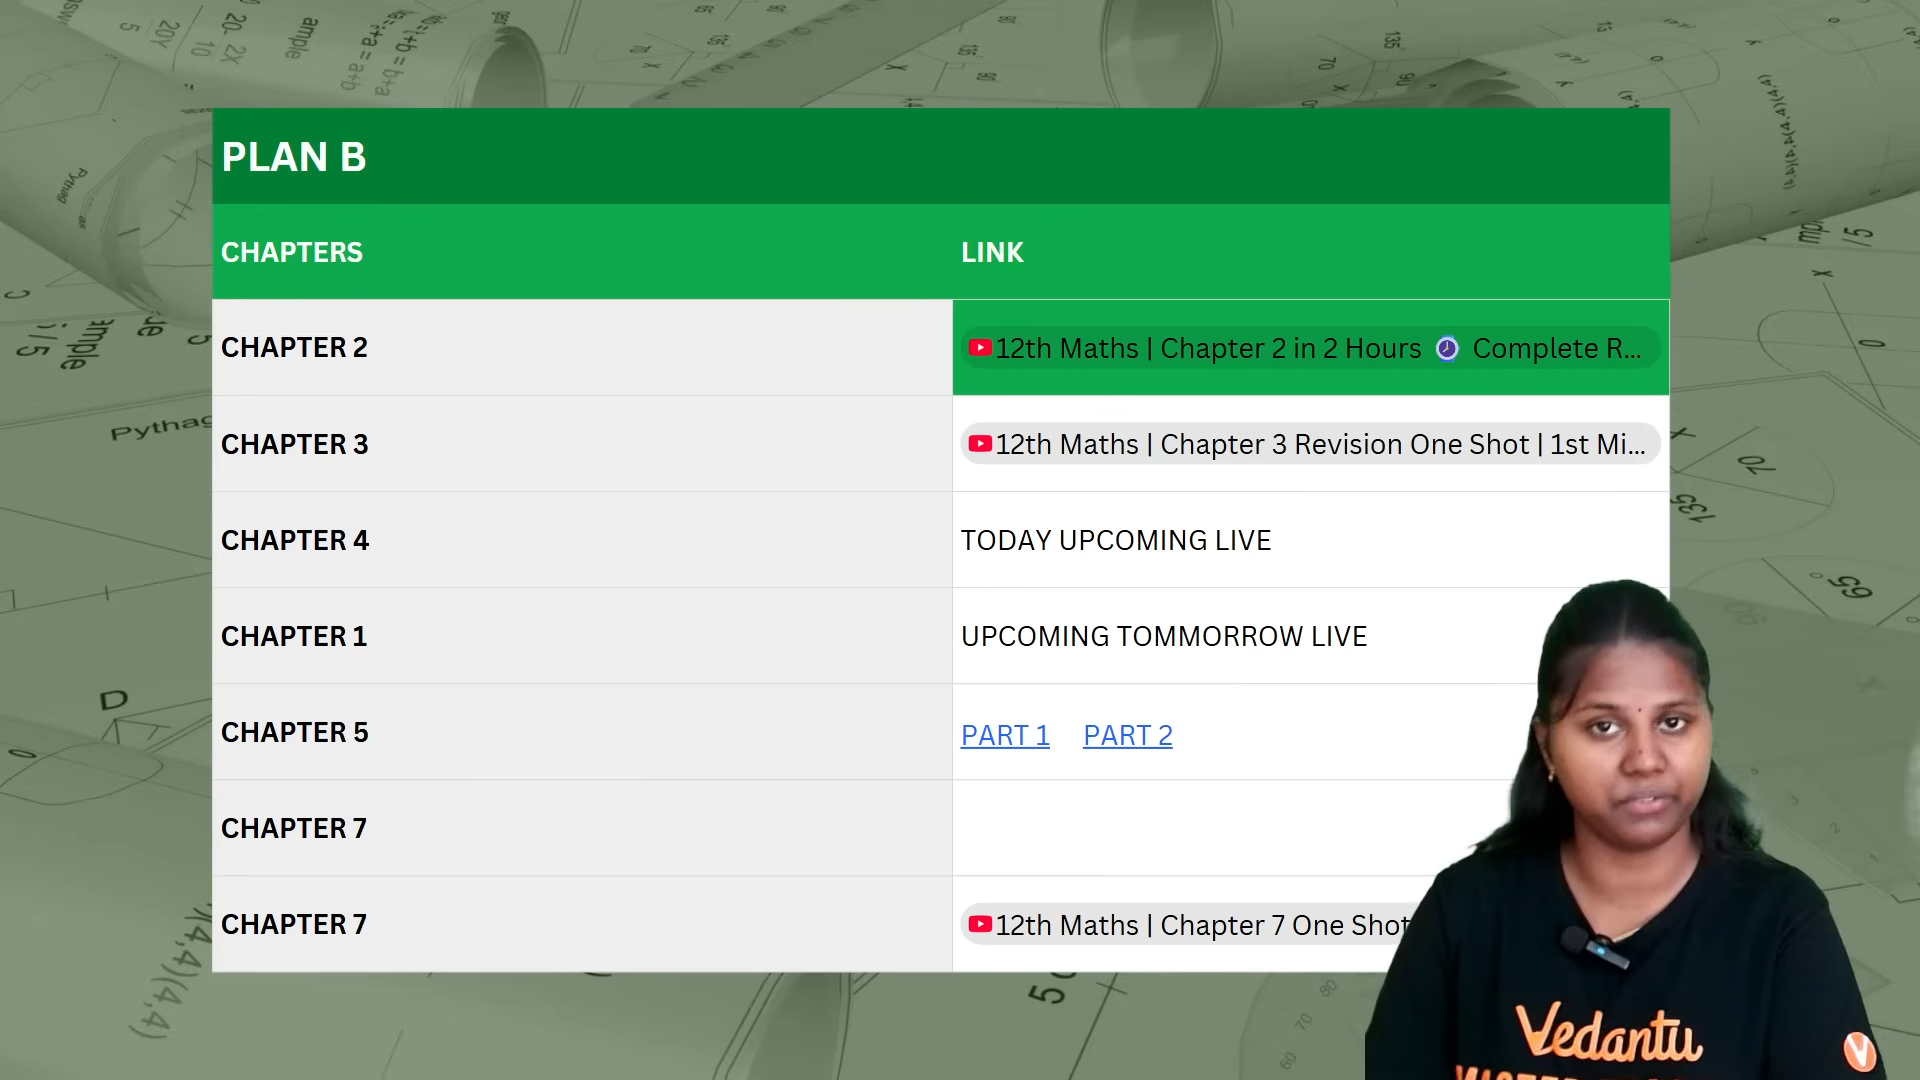 PLAN B
CHAPTERS LINK
CHAPTER 2 12th Maths | Chapter 2 in 2 Hours 🕗 Complete R...
CHAPTER 3 12th Maths | Chapter 3 Revision One Shot | 1st Mi...
CHAPTER 4 TODAY UPCOMING LIVE
CHAPTER 1 UPCOMING TOMMORROW LIVE
CHAPTER 5 PART 1 PART 2
CHAPTER 7
CHAPTER 7 12th Maths | Chapter 7 One Shot
Vedantu